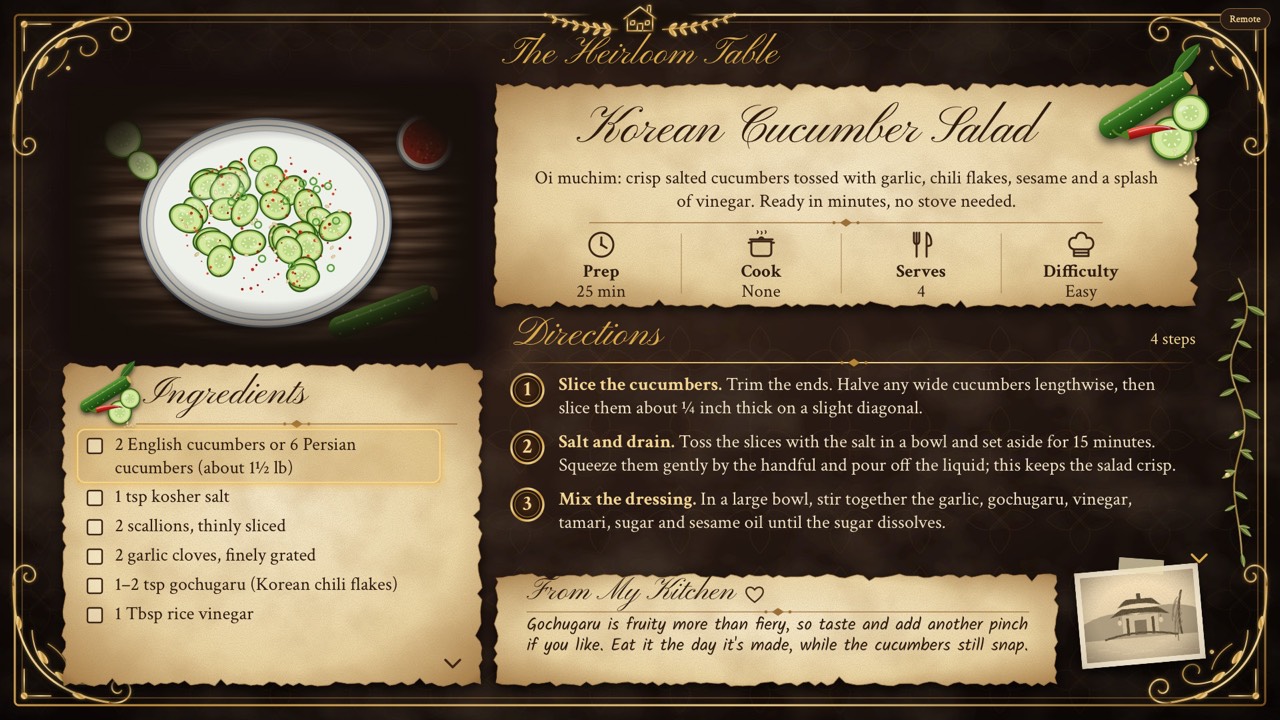 Remote
The Heirloom Table
Korean Cucumber Salad
Oi muchim: crisp salted cucumbers tossed with garlic, chili flakes, sesame and a splash
of vinegar. Ready in minutes, no stove needed.
Prep
25 min
Cook
None
Serves
4
Difficulty
Easy
Ingredients
2 English cucumbers or 6 Persian
cucumbers (about 1½ lb)
1 tsp kosher salt
2 scallions, thinly sliced
2 garlic cloves, finely grated
1–2 tsp gochugaru (Korean chili flakes)
1 Tbsp rice vinegar
Directions
4 steps
1 Slice the cucumbers. Trim the ends. Halve any wide cucumbers lengthwise, then
slice them about ¼ inch thick on a slight diagonal.
2 Salt and drain. Toss the slices with the salt in a bowl and set aside for 15 minutes.
Squeeze them gently by the handful and pour off the liquid; this keeps the salad crisp.
3 Mix the dressing. In a large bowl, stir together the garlic, gochugaru, vinegar,
tamari, sugar and sesame oil until the sugar dissolves.
From My Kitchen
Gochugaru is fruity more than fiery, so taste and add another pinch
if you like. Eat it the day it's made, while the cucumbers still snap.